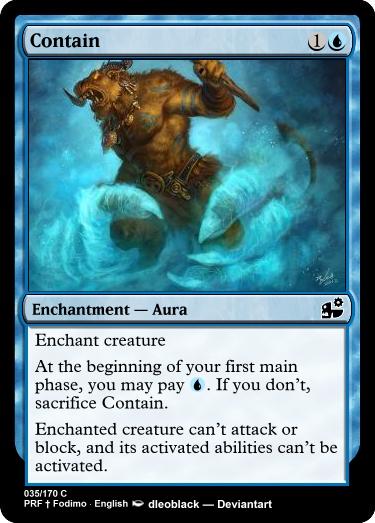 Contain 1
Enchantment — Aura
Enchant creature
At the beginning of your first main
phase, you may pay . If you don't,
sacrifice Contain.
Enchanted creature can't attack or
block, and its activated abilities can't be
activated.
035/170 C
PRF † Fodimo · English dleoblack — Deviantart